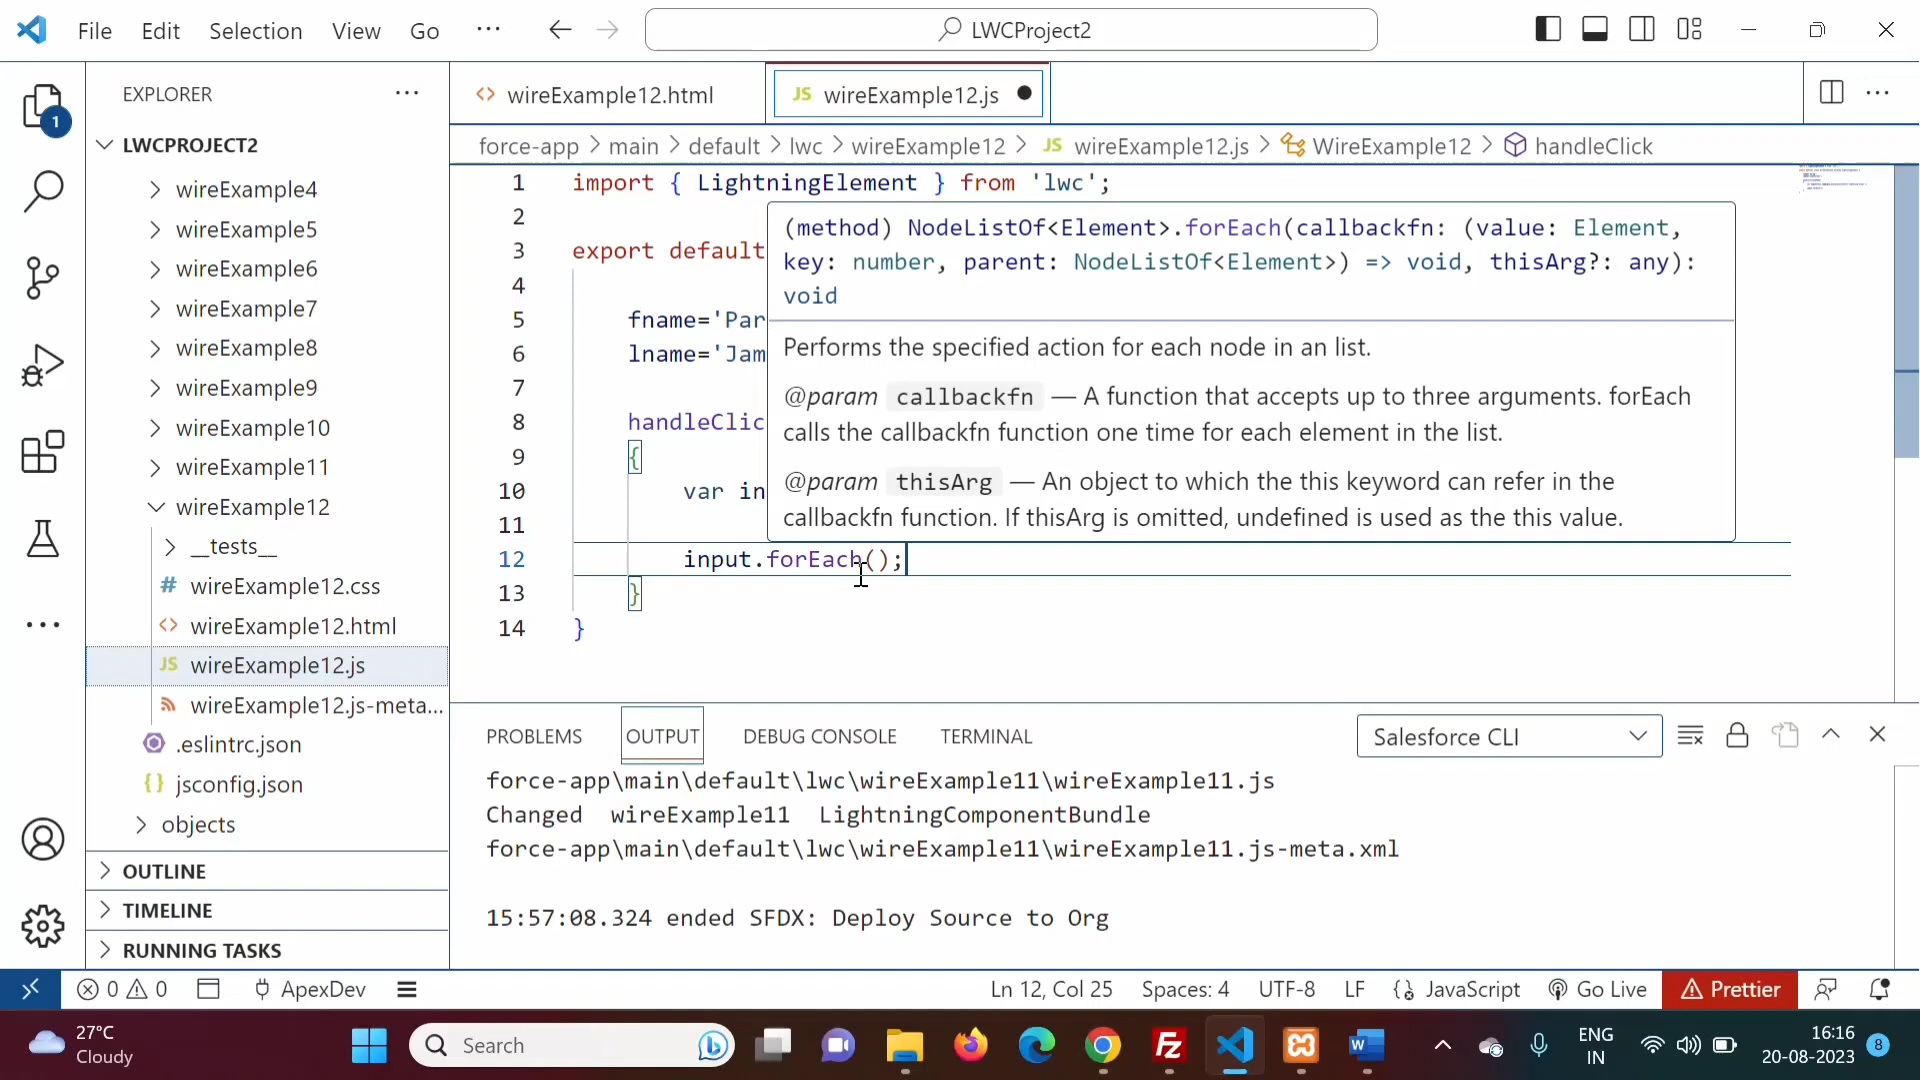 File Edit Selection View Go ··· LWCProject2
EXPLORER ···
1
LWCPROJECT2
wireExample4
wireExample5
wireExample6
wireExample7
wireExample8
wireExample9
wireExample10
wireExample11
wireExample12
__tests__
# wireExample12.css
<> wireExample12.html
JS wireExample12.js
wireExample12.js-meta...
.eslintrc.json
{} jsconfig.json
objects
OUTLINE
TIMELINE
RUNNING TASKS
<> wireExample12.html JS wireExample12.js
force-app > main > default > lwc > wireExample12 > JS wireExample12.js > WireExample12 > handleClick
1 import { LightningElement } from 'lwc';
2
3 export default
4
5 fname='Par
6 lname='Jam
7
8 handleClic
9 {
10 var in
11
12 input.forEach();
13 }
14 }
(method) NodeListOf<Element>.forEach(callbackfn: (value: Element,
key: number, parent: NodeListOf<Element>) => void, thisArg?: any):
void
Performs the specified action for each node in an list.
@param callbackfn — A function that accepts up to three arguments. forEach
calls the callbackfn function one time for each element in the list.
@param thisArg — An object to which the this keyword can refer in the
callbackfn function. If thisArg is omitted, undefined is used as the this value.
PROBLEMS OUTPUT DEBUG CONSOLE TERMINAL Salesforce CLI
force-app\main\default\lwc\wireExample11\wireExample11.js
Changed wireExample11 LightningComponentBundle
force-app\main\default\lwc\wireExample11\wireExample11.js-meta.xml
15:57:08.324 ended SFDX: Deploy Source to Org
0 0 ApexDev Ln 12, Col 25 Spaces: 4 UTF-8 LF JavaScript Go Live Prettier
27°C
Cloudy
Search
ENG
IN
16:16
20-08-2023
8